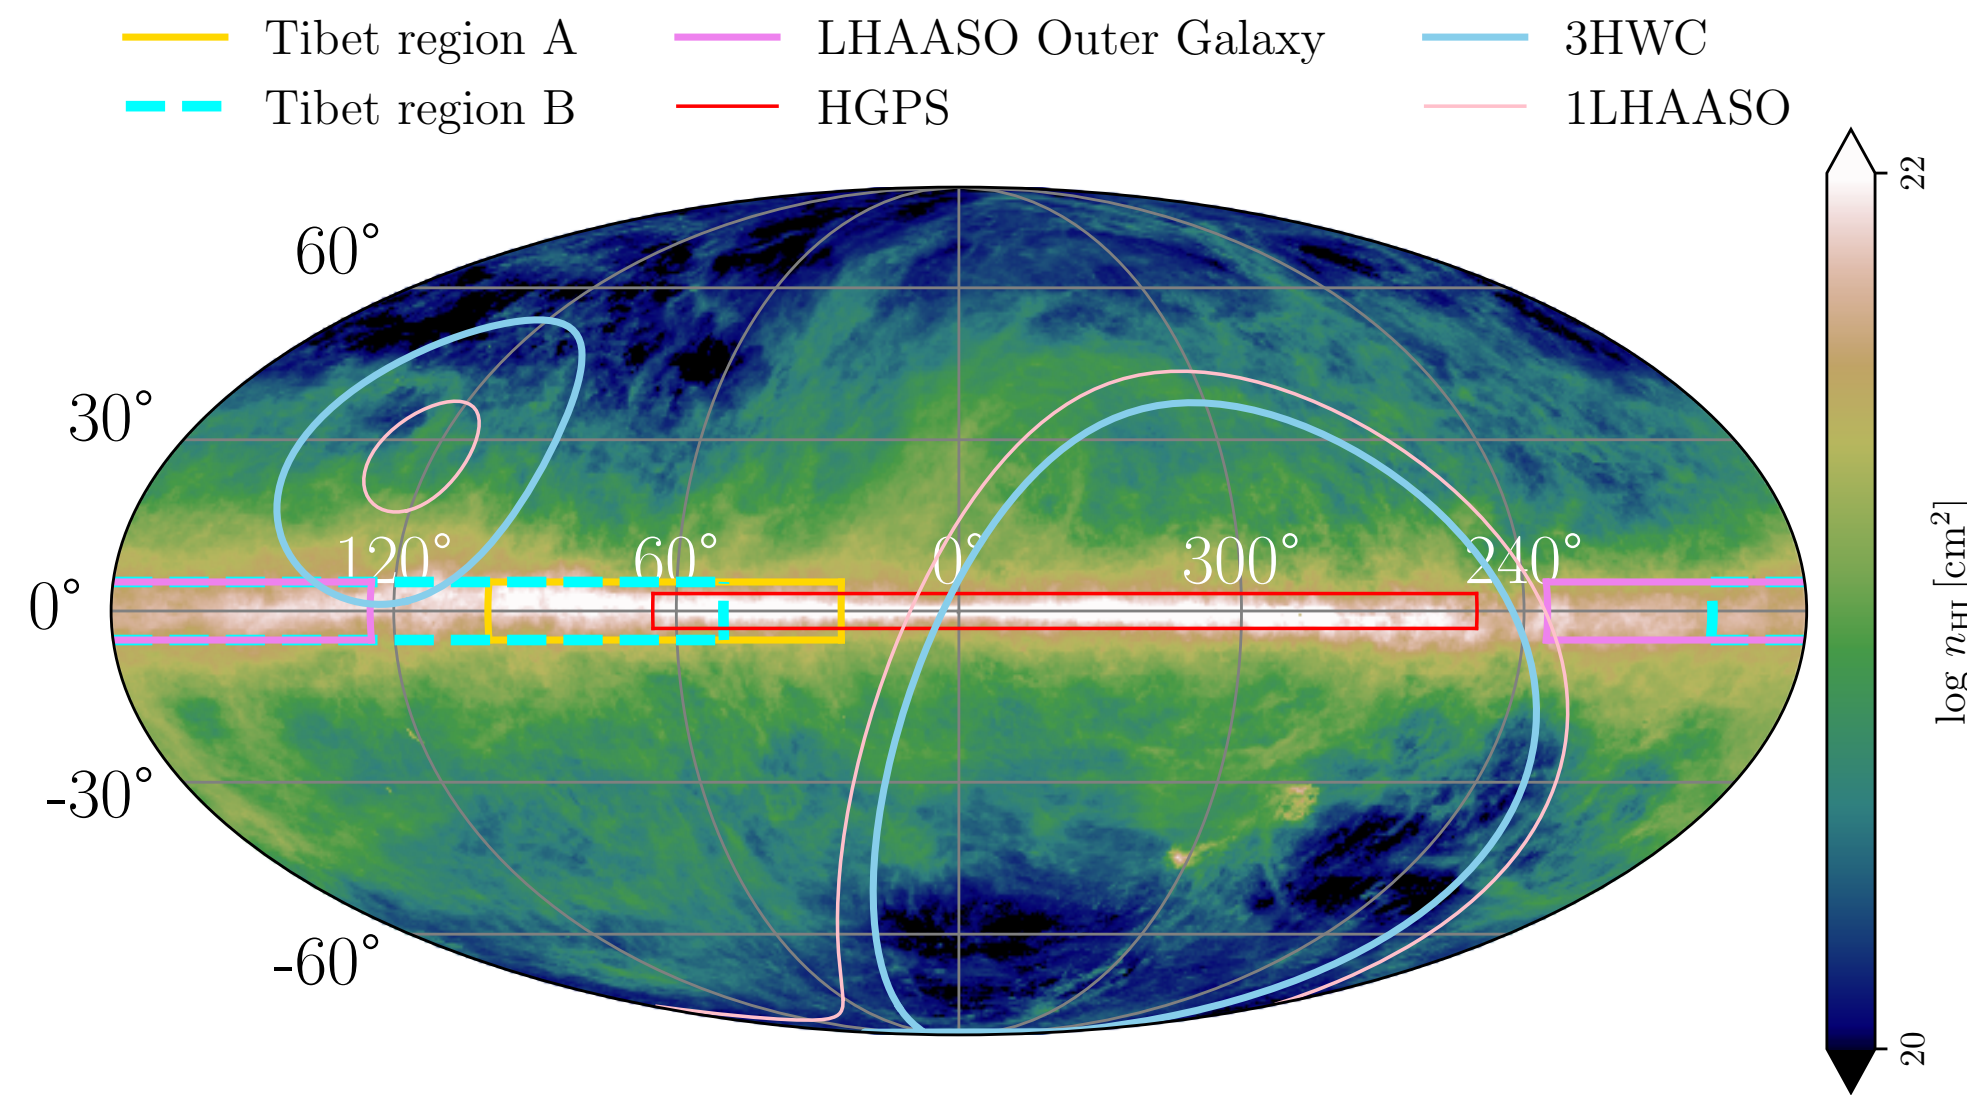 Tibet region A
LHAASO Outer Galaxy
3HWC
Tibet region B
HGPS
1LHAASO
60°
30°
0°
-30°
-60°
120°
60°
0°
300°
240°
22
20
log n_HI [cm²]